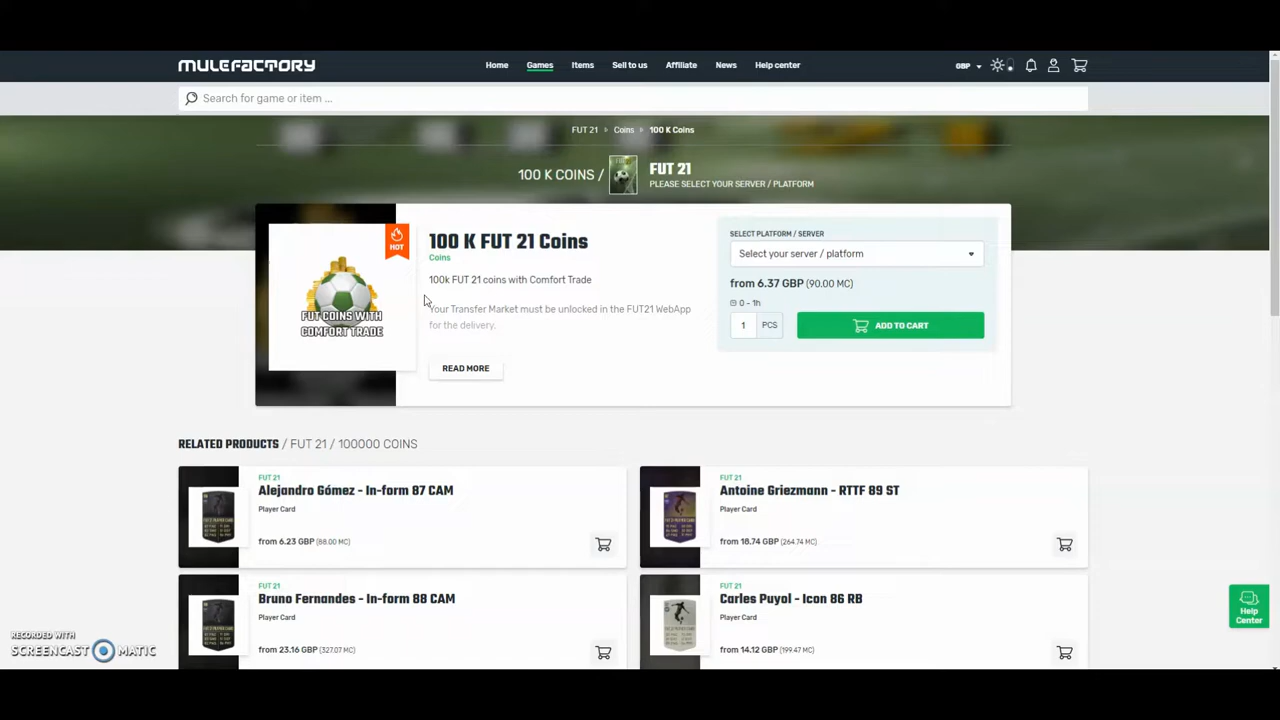 MULEFACTORY
Home Games Items Sell to us Affiliate News Help center
GBP
Search for game or item ...
FUT 21 Coins 100 K Coins
100 K COINS /
FUT 21
PLEASE SELECT YOUR SERVER / PLATFORM
HOT
FUT COINS WITH
COMFORT TRADE
100 K FUT 21 Coins
Coins
100k FUT 21 coins with Comfort Trade
Your Transfer Market must be unlocked in the FUT21 WebApp
for the delivery.
READ MORE
SELECT PLATFORM / SERVER
Select your server / platform
from 6.37 GBP (90.00 MC)
0 - 1h
1 PCS
ADD TO CART
RELATED PRODUCTS / FUT 21 / 100000 COINS
FUT 21
Alejandro Gómez - In-form 87 CAM
Player Card
from 6.23 GBP (88.00 MC)
FUT 21
Antoine Griezmann - RTTF 89 ST
Player Card
from 18.74 GBP (264.74 MC)
FUT 21
Bruno Fernandes - In-form 88 CAM
Player Card
from 23.16 GBP (327.07 MC)
FUT 21
Carles Puyol - Icon 86 RB
Player Card
from 14.12 GBP (199.47 MC)
Help
Center
RECORDED WITH
SCREENCAST MATIC